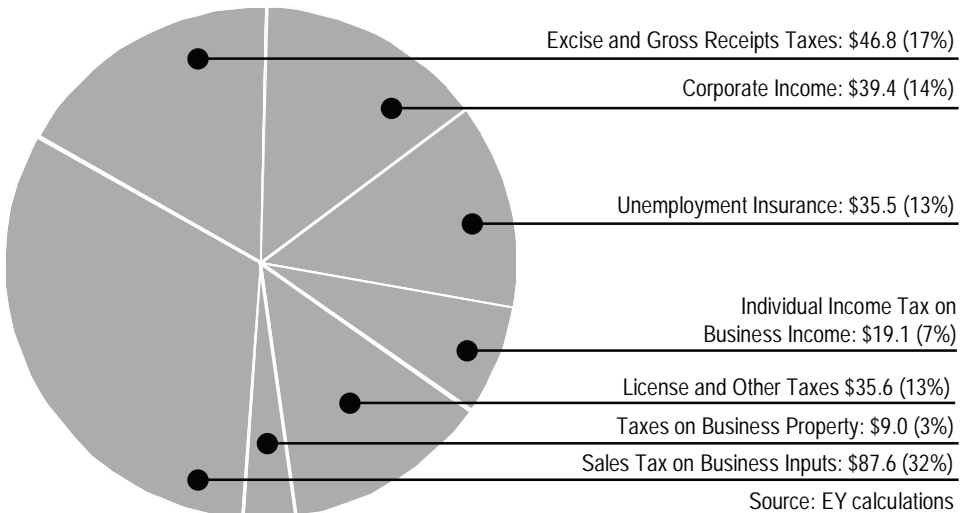 Excise and Gross Receipts Taxes: $46.8 (17%)
Corporate Income: $39.4 (14%)
Unemployment Insurance: $35.5 (13%)
Individual Income Tax on
Business Income: $19.1 (7%)
License and Other Taxes $35.6 (13%)
Taxes on Business Property: $9.0 (3%)
Sales Tax on Business Inputs: $87.6 (32%)
Source: EY calculations